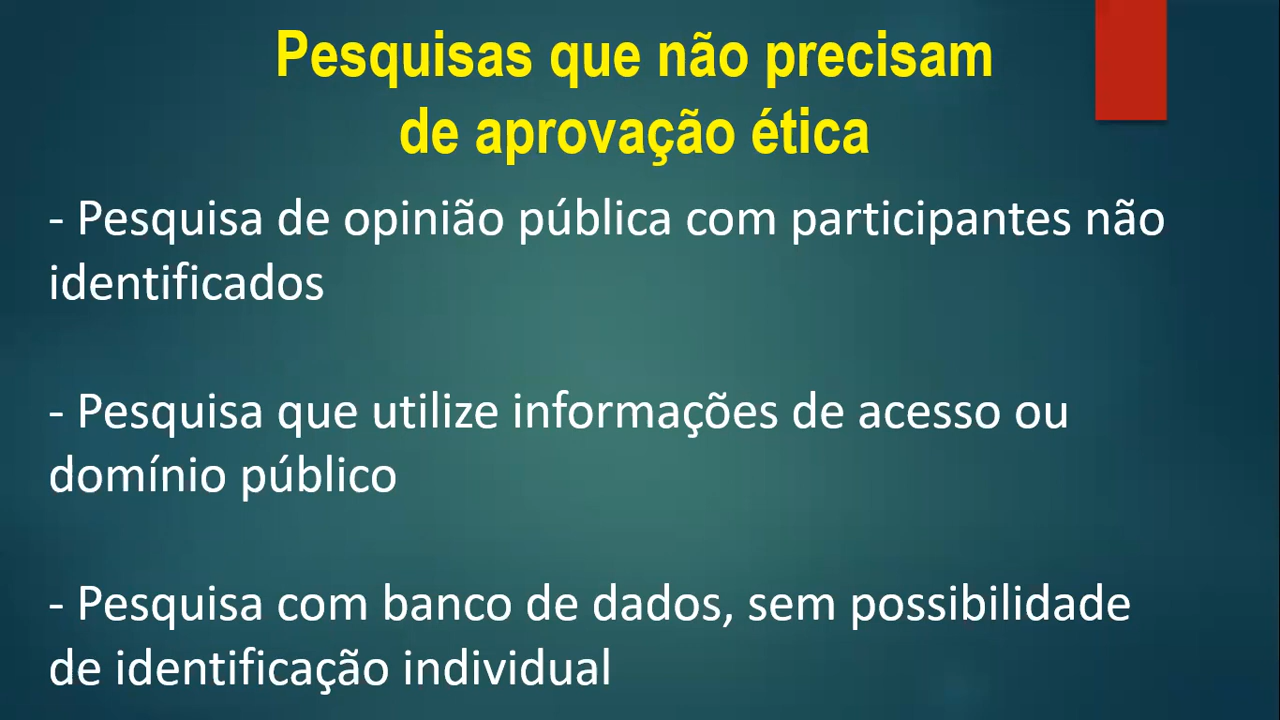 Pesquisas que não precisam
de aprovação ética
- Pesquisa de opinião pública com participantes não
identificados
- Pesquisa que utilize informações de acesso ou
domínio público
- Pesquisa com banco de dados, sem possibilidade
de identificação individual